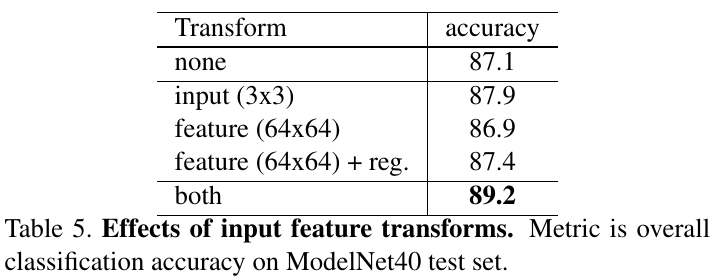 Transform accuracy
none 87.1
input (3x3) 87.9
feature (64x64) 86.9
feature (64x64) + reg. 87.4
both 89.2
Table 5. Effects of input feature transforms. Metric is overall
classification accuracy on ModelNet40 test set.